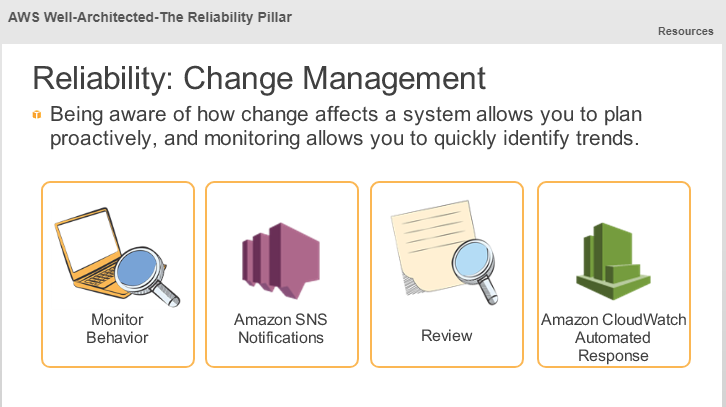 AWS Well-Architected-The Reliability Pillar
Resources
Reliability: Change Management
Being aware of how change affects a system allows you to plan
proactively, and monitoring allows you to quickly identify trends.
Monitor
Behavior
Amazon SNS
Notifications
Review
Amazon CloudWatch
Automated
Response